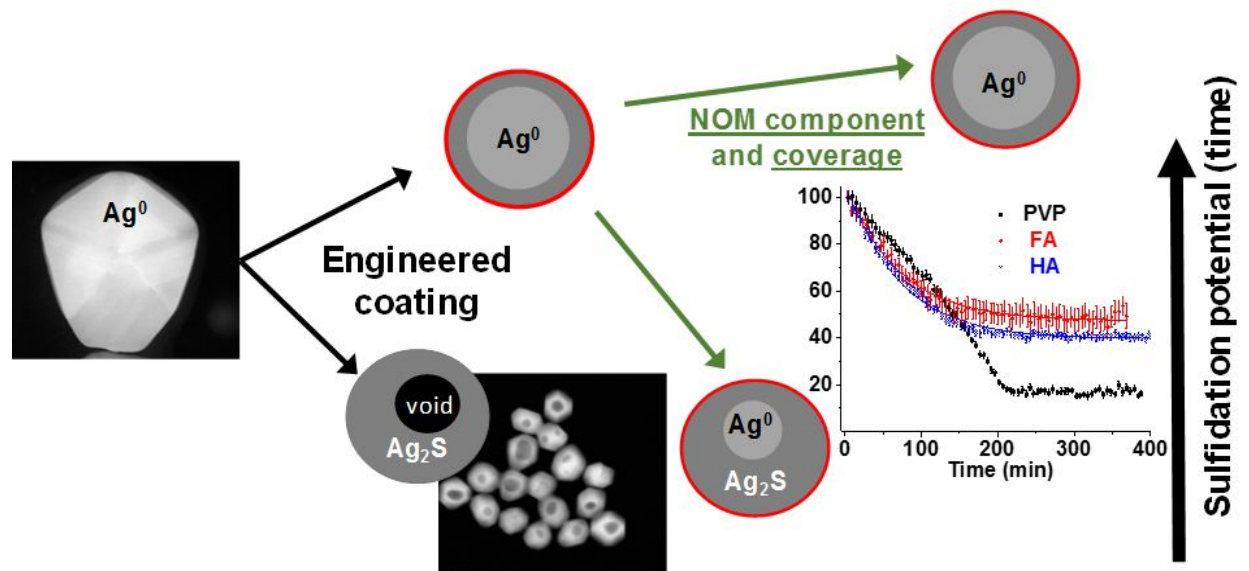 Ag⁰
Ag⁰
Ag⁰
NOM component
and coverage
Engineered
coating
void
Ag₂S
Ag⁰
Ag₂S
100
80
60
40
20
PVP
FA
HA
0 100 200 300 400
Time (min)
Sulfidation potential (time)